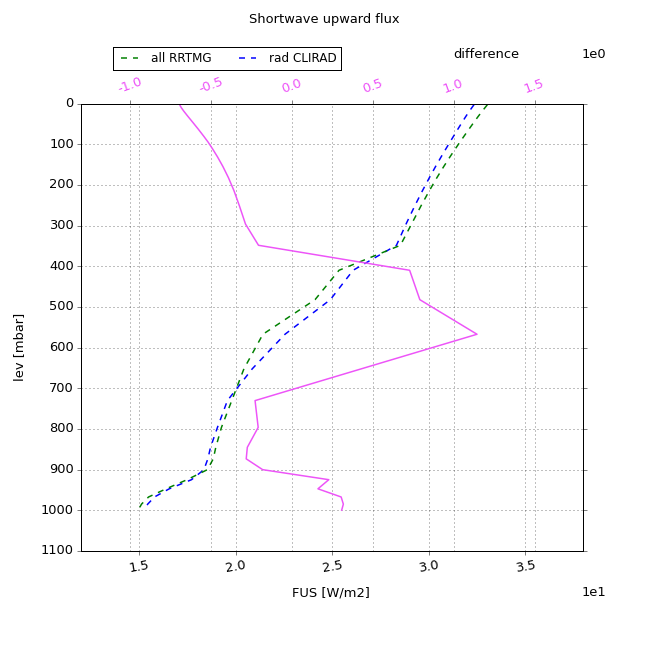 Shortwave upward flux
all RRTMG rad CLIRAD difference 1e0
-1.0 -0.5 0.0 0.5 1.0 1.5
0
100
200
300
400
500
600
700
800
900
1000
1100
lev [mbar]
1.5 2.0 2.5 3.0 3.5
FUS [W/m2] 1e1